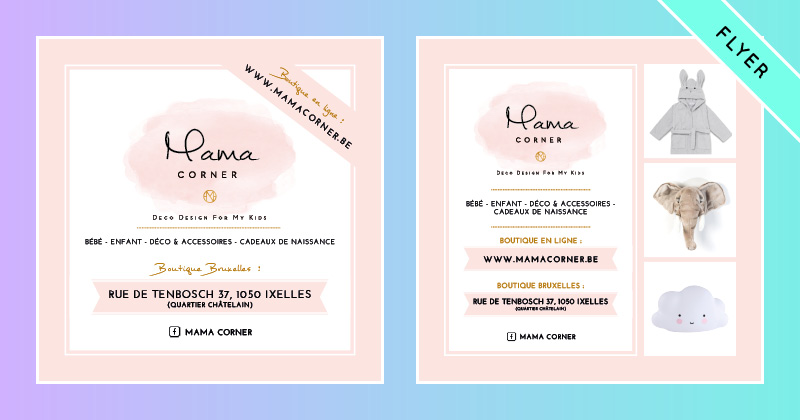 FLYER
Boutique en ligne :
WWW.MAMACORNER.BE
Mama
CORNER
DECO DESIGN FOR MY KIDS
BÉBÉ - ENFANT - DÉCO & ACCESSOIRES - CADEAUX DE NAISSANCE
Boutique Bruxelles :
RUE DE TENBOSCH 37, 1050 IXELLES
(QUARTIER CHÂTELAIN)
MAMA CORNER
Mama
CORNER
DECO DESIGN FOR MY KIDS
BÉBÉ - ENFANT - DÉCO & ACCESSOIRES -
CADEAUX DE NAISSANCE
BOUTIQUE EN LIGNE :
WWW.MAMACORNER.BE
BOUTIQUE BRUXELLES :
RUE DE TENBOSCH 37, 1050 IXELLES
(QUARTIER CHÂTELAIN)
MAMA CORNER